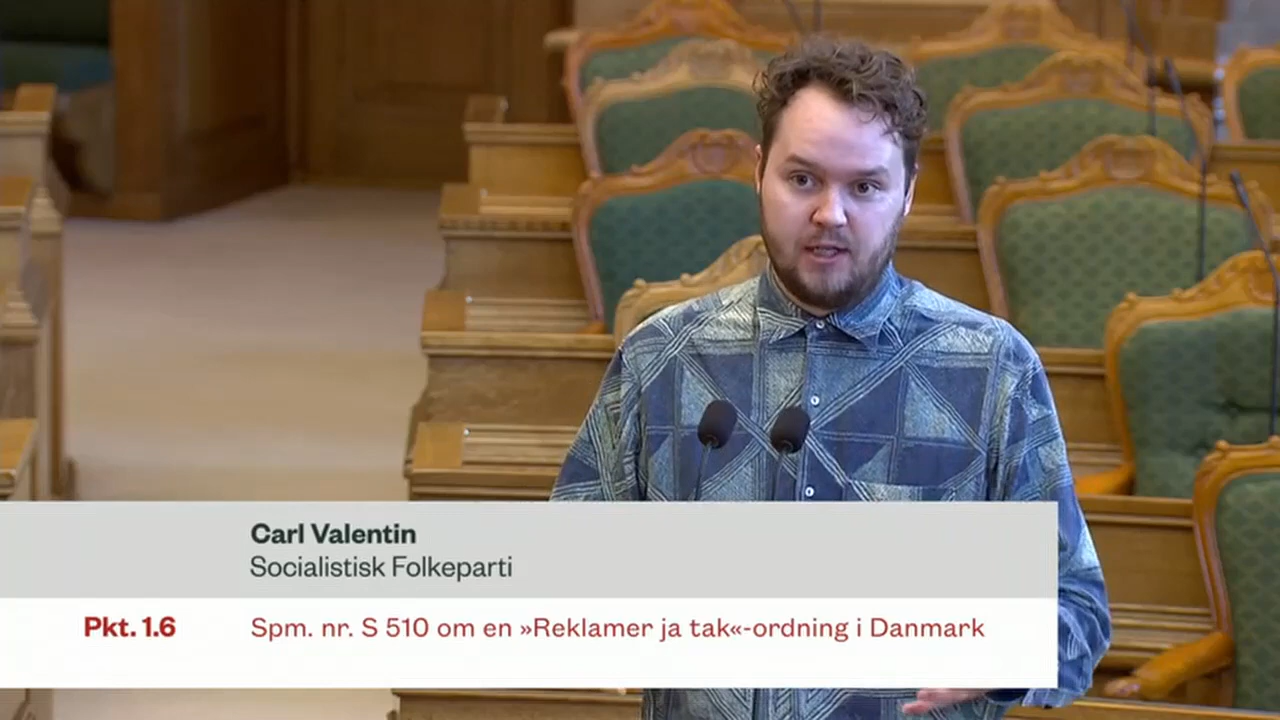 Carl Valentin
Socialistisk Folkeparti
Pkt. 1.6 Spm. nr. S 510 om en »Reklamer ja tak«-ordning i Danmark